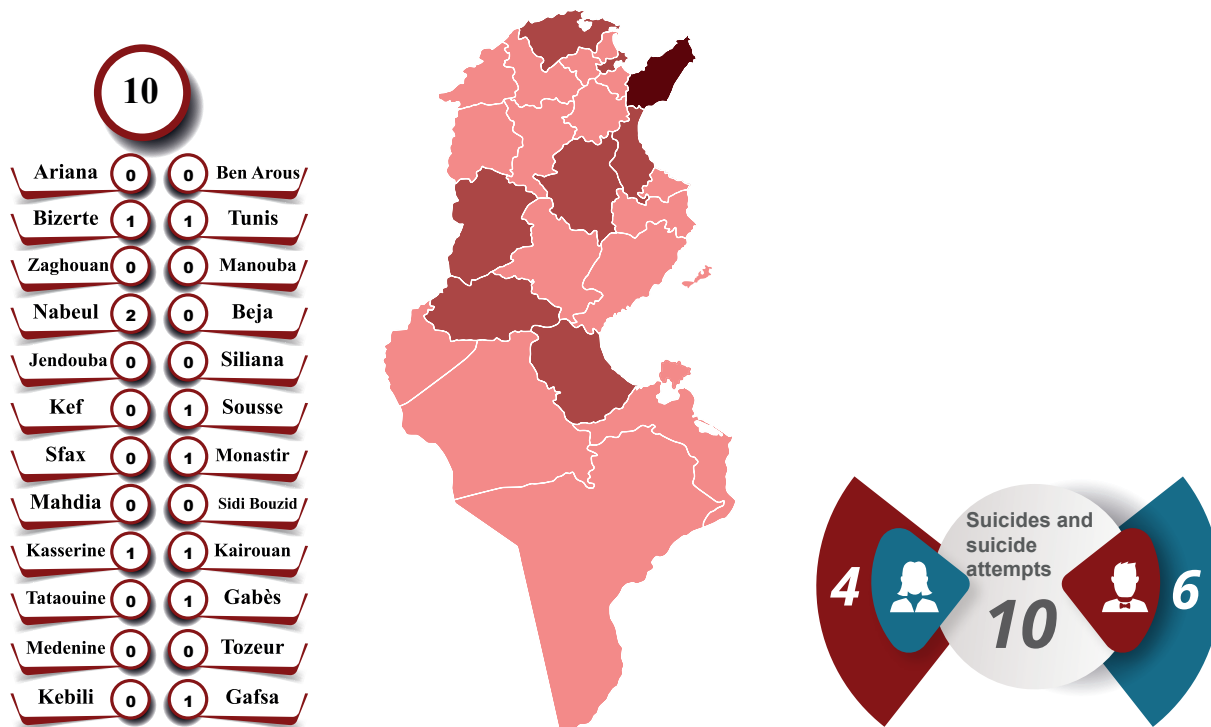 10
Ariana 0 0 Ben Arous
Bizerte 1 1 Tunis
Zaghouan 0 0 Manouba
Nabeul 2 0 Beja
Jendouba 0 0 Siliana
Kef 0 1 Sousse
Sfax 0 1 Monastir
Mahdia 0 0 Sidi Bouzid
Kasserine 1 1 Kairouan
Tataouine 0 1 Gabès
Medenine 0 0 Tozeur
Kebili 0 1 Gafsa
Suicides and
suicide
attempts
4 10 6